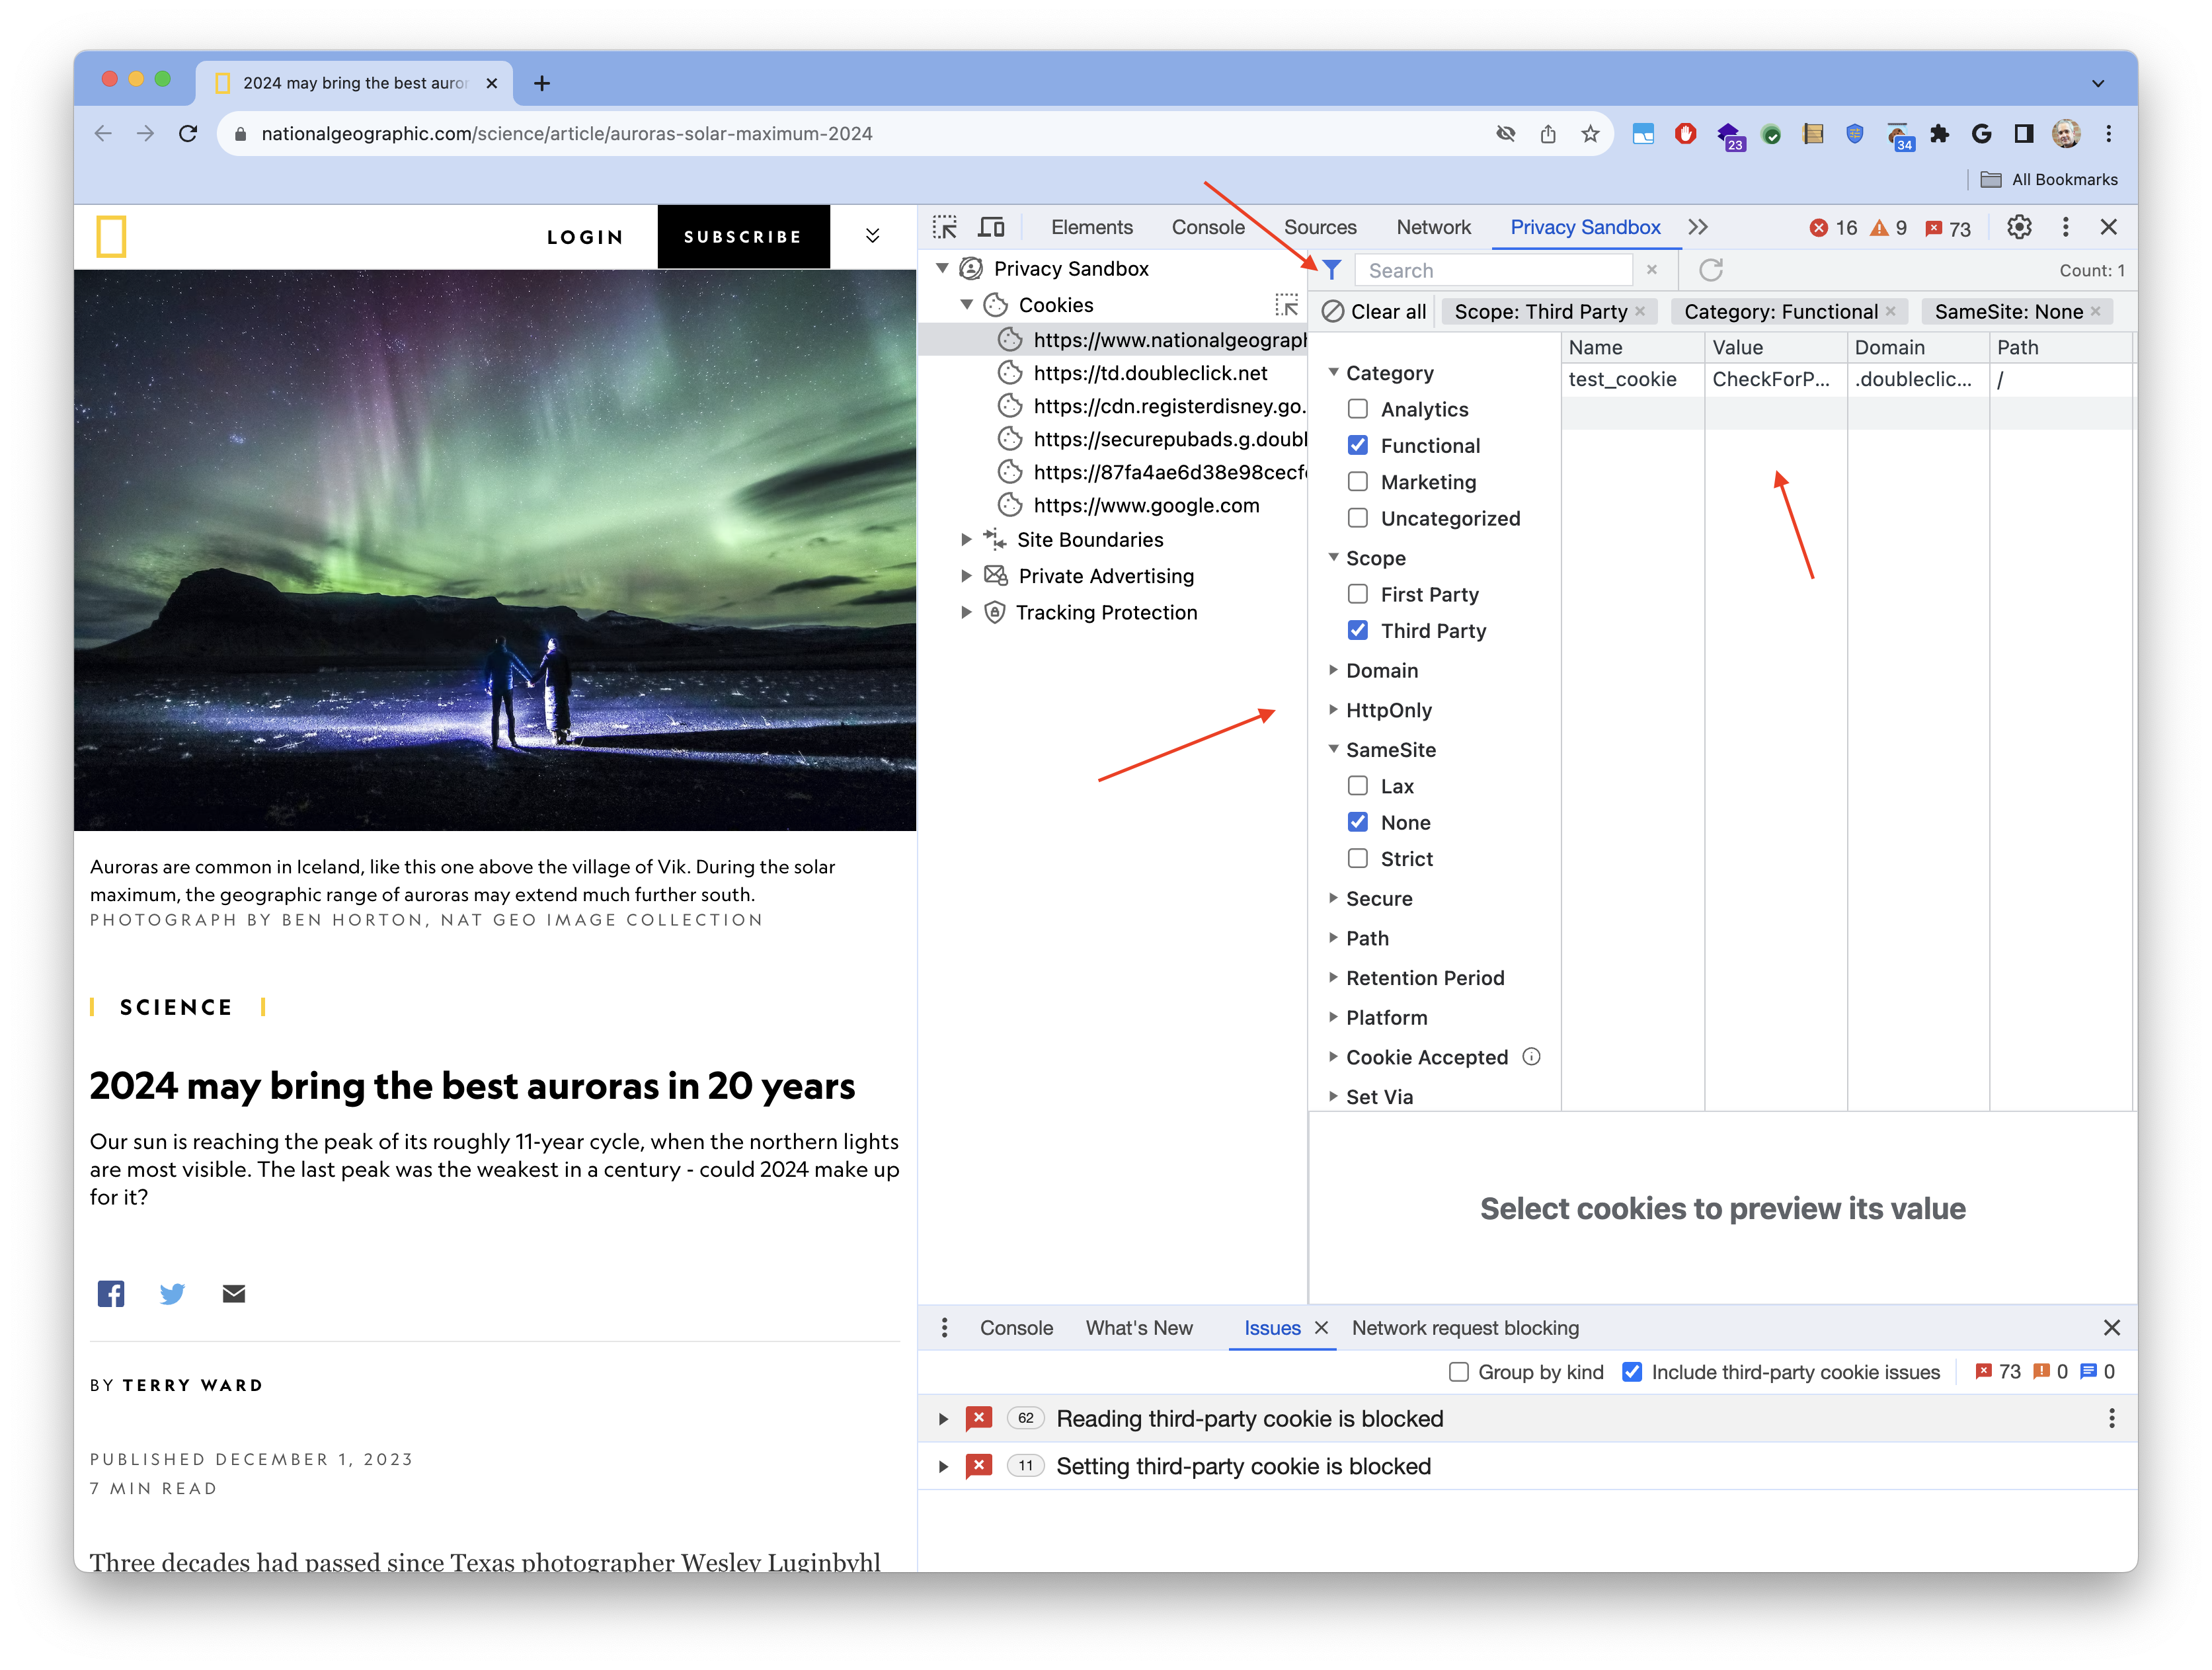 2024 may bring the best auror
nationalgeographic.com/science/article/auroras-solar-maximum-2024
23
34
All Bookmarks
LOGIN
SUBSCRIBE
Auroras are common in Iceland, like this one above the village of Vik. During the solar
maximum, the geographic range of auroras may extend much further south.
PHOTOGRAPH BY BEN HORTON, NAT GEO IMAGE COLLECTION
SCIENCE
2024 may bring the best auroras in 20 years
Our sun is reaching the peak of its roughly 11-year cycle, when the northern lights
are most visible. The last peak was the weakest in a century - could 2024 make up
for it?
BY TERRY WARD
PUBLISHED DECEMBER 1, 2023
7 MIN READ
Three decades had passed since Texas photographer Wesley Luginbyhl
Elements Console Sources Network Privacy Sandbox 16 9 73
Privacy Sandbox
Cookies
https://www.nationalgeograph
https://td.doubleclick.net
https://cdn.registerdisney.go.
https://securepubads.g.doubl
https://87fa4ae6d38e98cecf
https://www.google.com
Site Boundaries
Private Advertising
Tracking Protection
Search
Count: 1
Clear all Scope: Third Party Category: Functional SameSite: None
Category
Analytics
Functional
Marketing
Uncategorized
Scope
First Party
Third Party
Domain
HttpOnly
SameSite
Lax
None
Strict
Secure
Path
Retention Period
Platform
Cookie Accepted
Set Via
Name Value Domain Path
test_cookie CheckForP... .doubleclic... /
Select cookies to preview its value
Console What's New Issues Network request blocking
Group by kind Include third-party cookie issues 73 0 0
62 Reading third-party cookie is blocked
11 Setting third-party cookie is blocked